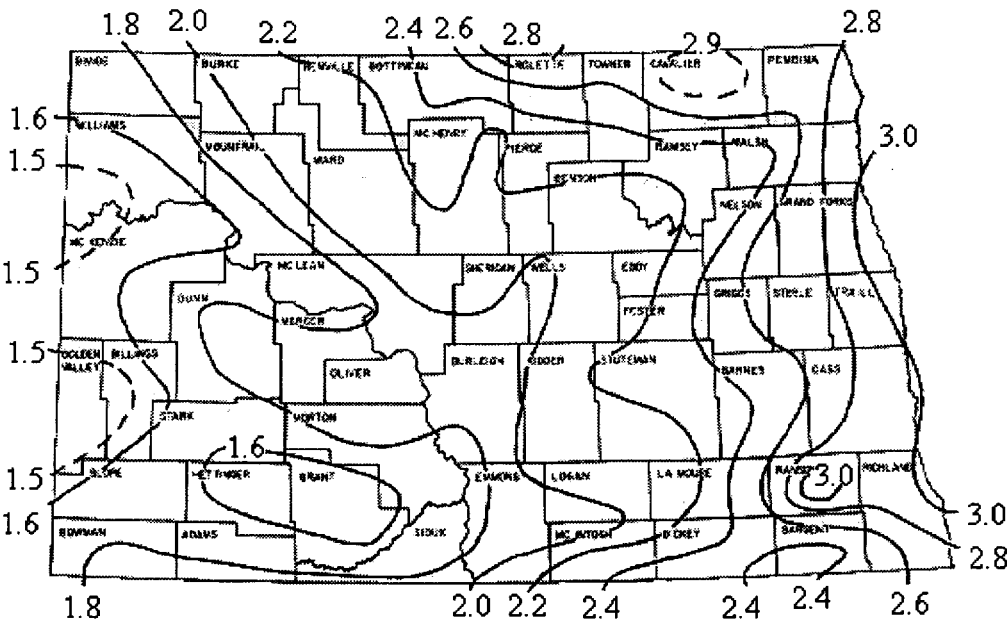 1.8 2.0 2.2 2.4 2.6 2.8 2.9 2.8
DIVIDE BURKE RENVILLE BOTTINEAU ROLETTE TOWNER CAVALIER PEMBINA
1.6
WILLIAMS MOUNTRAIL WARD MC HENRY PIERCE RAMSEY WALSH 3.0
1.5
BENSON NELSON GRAND FORKS
MC KENZIE
1.5
MC LEAN SHERIDAN WELLS EDDY
DUNN GRIGGS STEELE TRAILL
MERCER FOSTER
1.5
GOLDEN VALLEY BILLINGS OLIVER BURLEIGH KIDDER STUTSMAN BARNES CASS
STARK MORTON
1.6
1.5
SLOPE HETTINGER GRANT EMMONS LOGAN LA MOURE RANSOM 3.0 RICHLAND
1.6
3.0
BOWMAN ADAMS SIOUX MC INTOSH DICKEY SARGENT
2.8
1.8 2.0 2.2 2.4 2.4 2.4 2.6